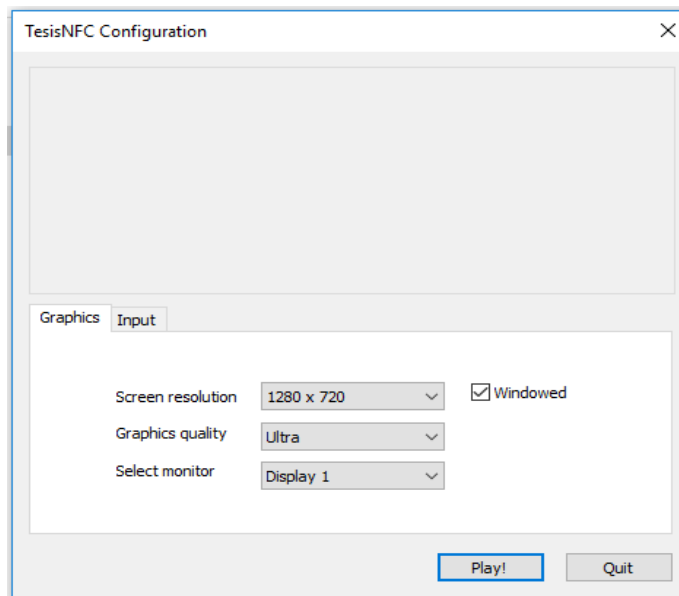 TesisNFC Configuration
Graphics Input
Screen resolution 1280 x 720 Windowed
Graphics quality Ultra
Select monitor Display 1
Play! Quit